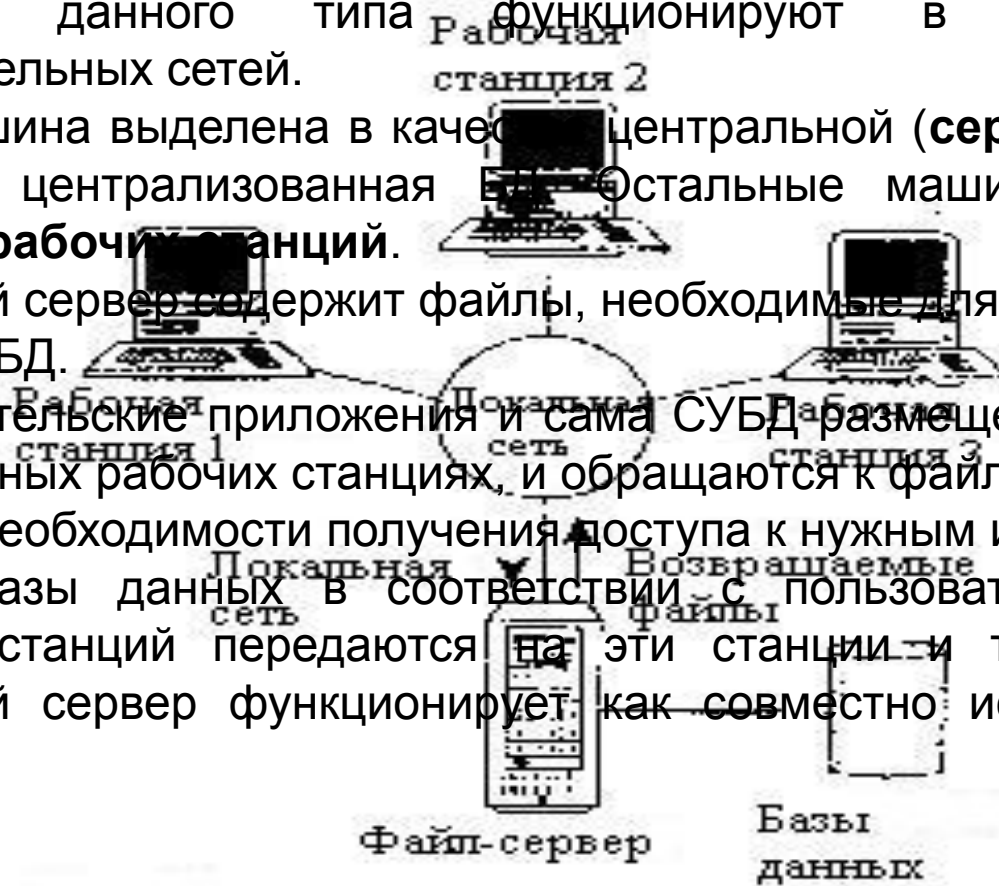 данного типа функционируют в
ельных сетей.
шина выделена в качес центральной (сер
централизованная БД. Остальные маши
рабочих станций.
й сервер содержит файлы, необходимые для
БД.
тельские приложения и сама СУБД размеще
ных рабочих станциях, и обращаются к файл
еобходимости получения доступа к нужным и
азы данных в соответствии с пользоват
станций передаются на эти станции и т
й сервер функционирует как совместно ис
Рабочая
станция 2
Рабочая
станция 1
Локальная
сеть
Рабочая
станция 3
Локальная
сеть
Возвращаемые
файлы
Файл-сервер
Базы
данных